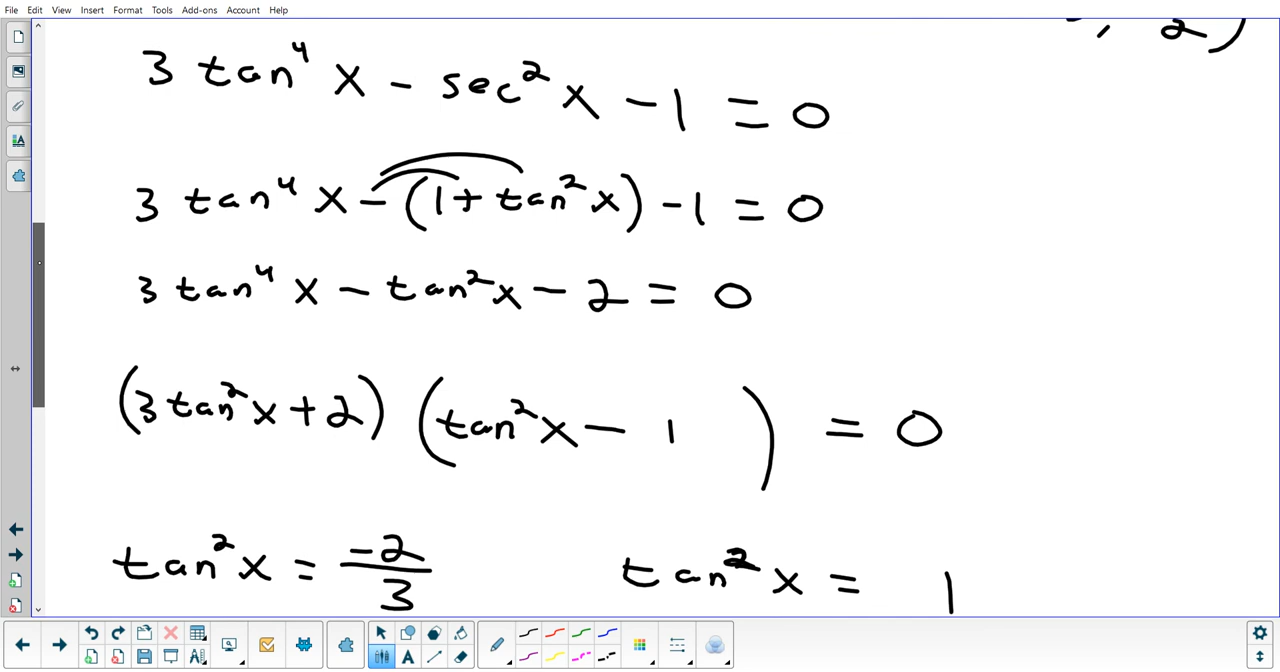 File Edit View Insert Format Tools Add-ons Account Help
, 2)
3 tan⁴ x - sec² x - 1 = 0
3 tan⁴ x - (1 + tan² x) - 1 = 0
3 tan⁴ x - tan² x - 2 = 0
(3 tan² x + 2) (tan² x - 1 ) = 0
tan² x = -2/3 tan² x = 1